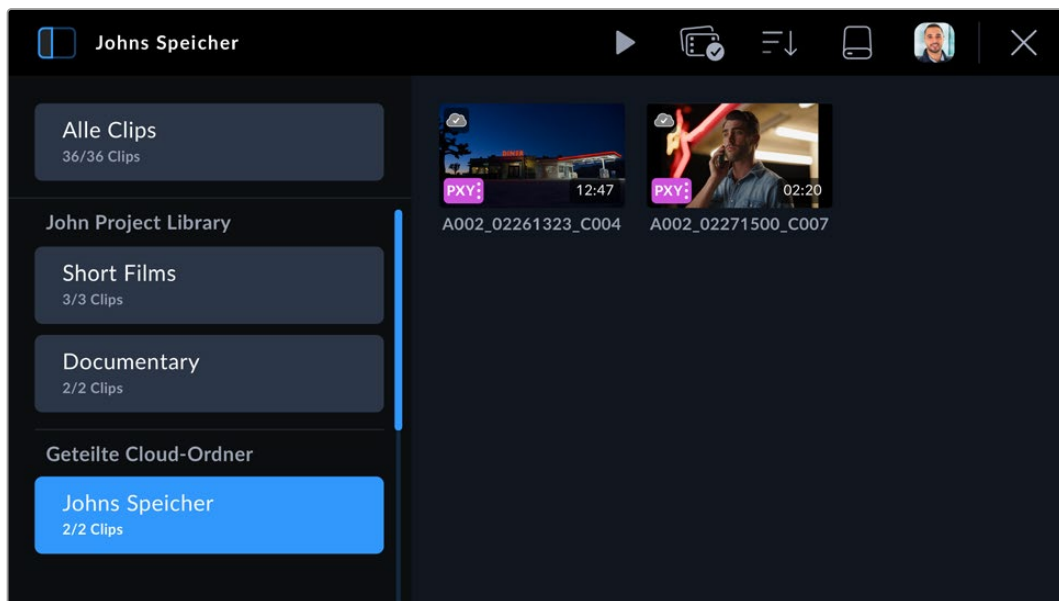 Johns Speicher
Alle Clips
36/36 Clips
John Project Library
Short Films
3/3 Clips
Documentary
2/2 Clips
Geteilte Cloud-Ordner
Johns Speicher
2/2 Clips
DINER
PXY
12:47
A002_02261323_C004
PXY
02:20
A002_02271500_C007